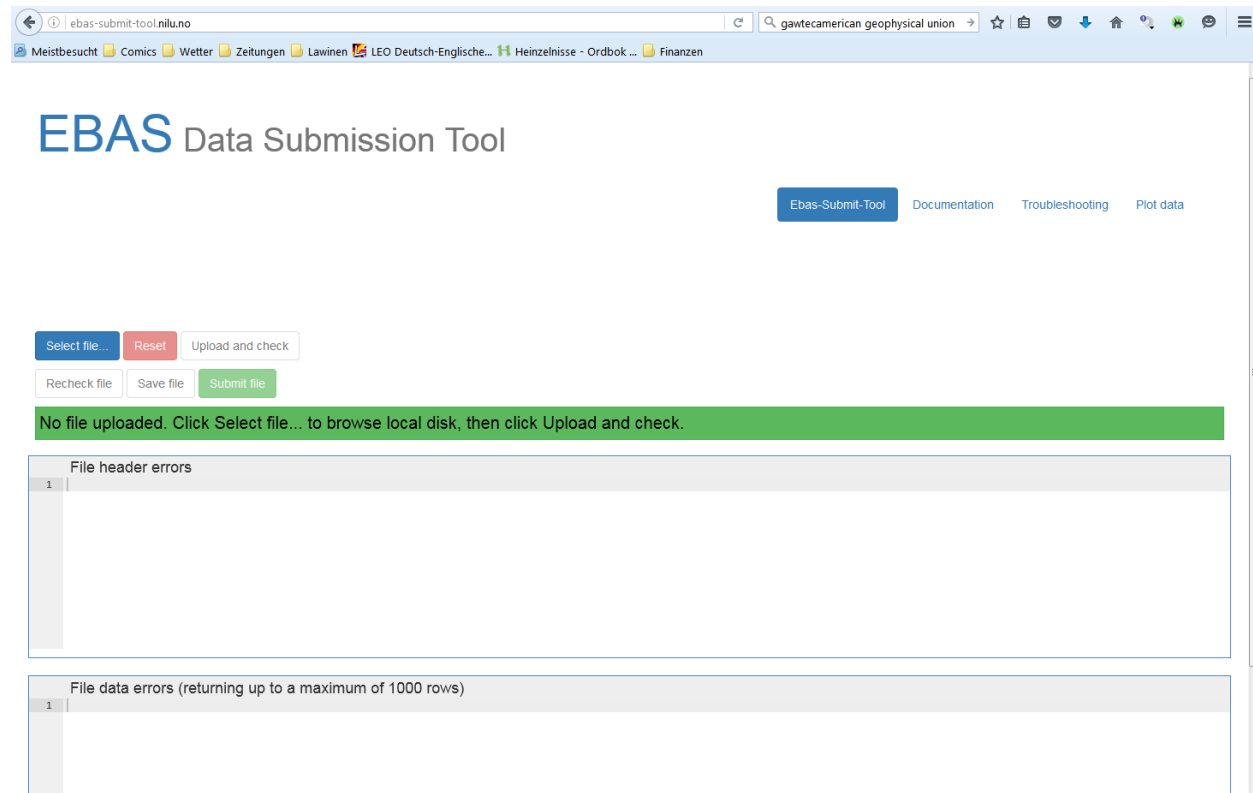 ebas-submit-tool.nilu.no
gawtecamerican geophysical union
Meistbesucht Comics Wetter Zeitungen Lawinen LEO Deutsch-Englische... Heinzelnisse - Ordbok ... Finanzen
EBAS Data Submission Tool
Ebas-Submit-Tool Documentation Troubleshooting Plot data
Select file... Reset Upload and check
Recheck file Save file Submit file
No file uploaded. Click Select file... to browse local disk, then click Upload and check.
File header errors
1
File data errors (returning up to a maximum of 1000 rows)
1